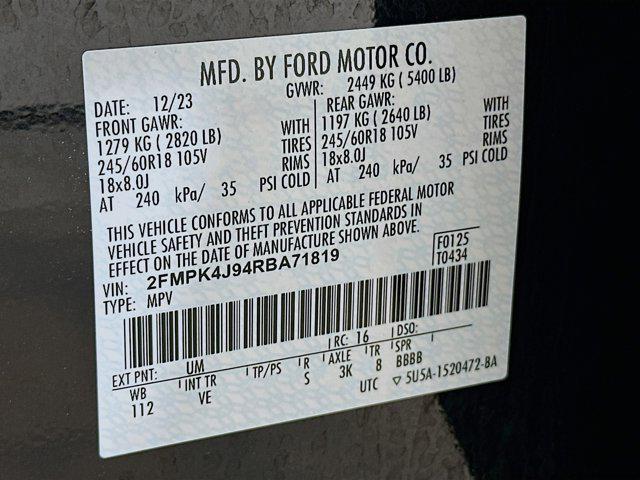 MFD. BY FORD MOTOR CO.
DATE: 12/23 GVWR: 2449 KG ( 5400 LB)
FRONT GAWR: REAR GAWR:
1279 KG ( 2820 LB) WITH 1197 KG ( 2640 LB) WITH
245/60R18 105V TIRES 245/60R18 105V TIRES
18x8.0J RIMS 18x8.0J RIMS
AT 240 kPa/ 35 PSI COLD AT 240 kPa/ 35 PSI COLD
THIS VEHICLE CONFORMS TO ALL APPLICABLE FEDERAL MOTOR
VEHICLE SAFETY AND THEFT PREVENTION STANDARDS IN
EFFECT ON THE DATE OF MANUFACTURE SHOWN ABOVE.
VIN: 2FMPK4J94RBA71819 F0125
TYPE: MPV T0434
EXT PNT: UM RC: 16 DSO:
WB INT TR TP/PS R AXLE TR SPR
112 VE S 3K 8 BBBB
UTC ▽ 5U5A-1520472-BA